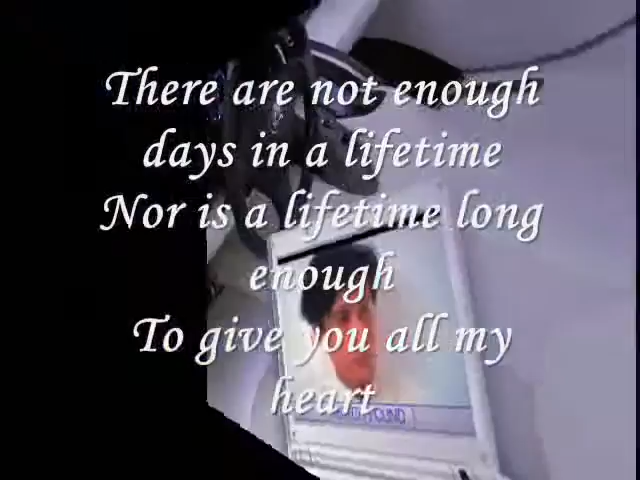 There are not enough
days in a lifetime
Nor is a lifetime long
enough
To give you all my
heart